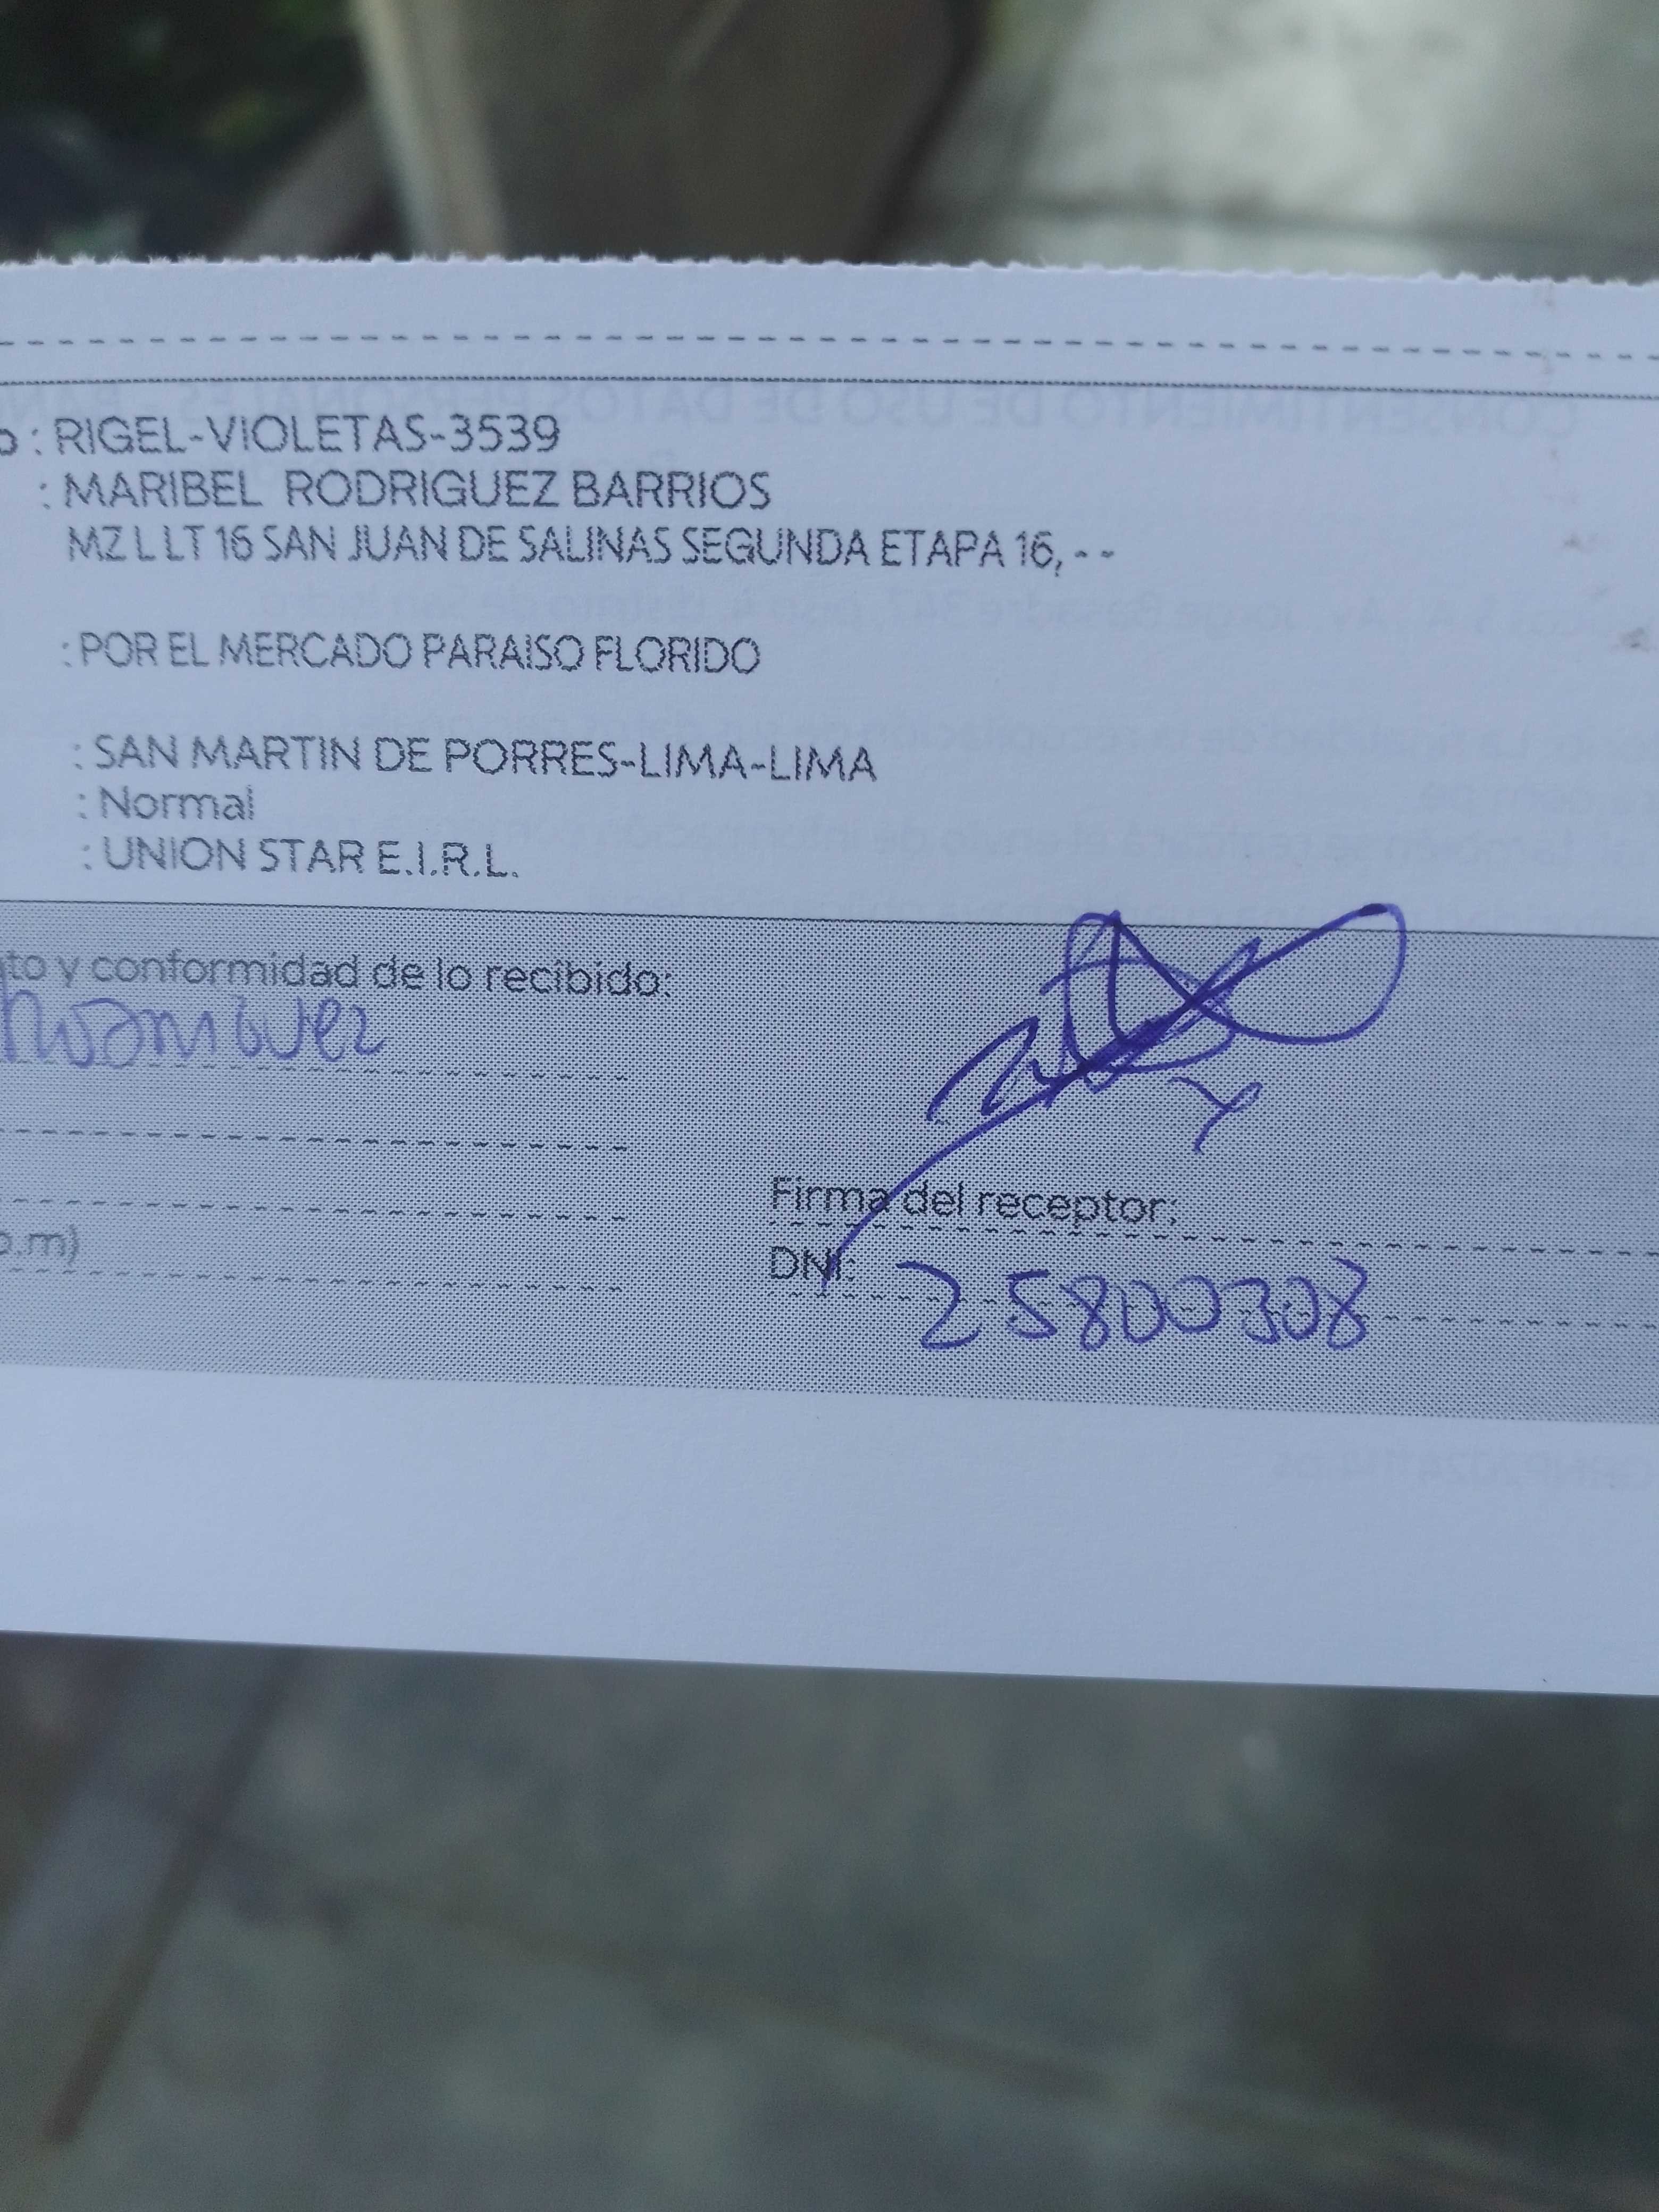 : RIGEL-VIOLETAS-3539
: MARIBEL RODRIGUEZ BARRIOS
MZ L LT 16 SAN JUAN DE SALINAS SEGUNDA ETAPA 16, - -
: POR EL MERCADO PARAISO FLORIDO
: SAN MARTIN DE PORRES-LIMA-LIMA
: Normal
: UNION STAR E.I.R.L.
to y conformidad de lo recibido:
Firma del receptor:
p.m)
DNI: 25800308